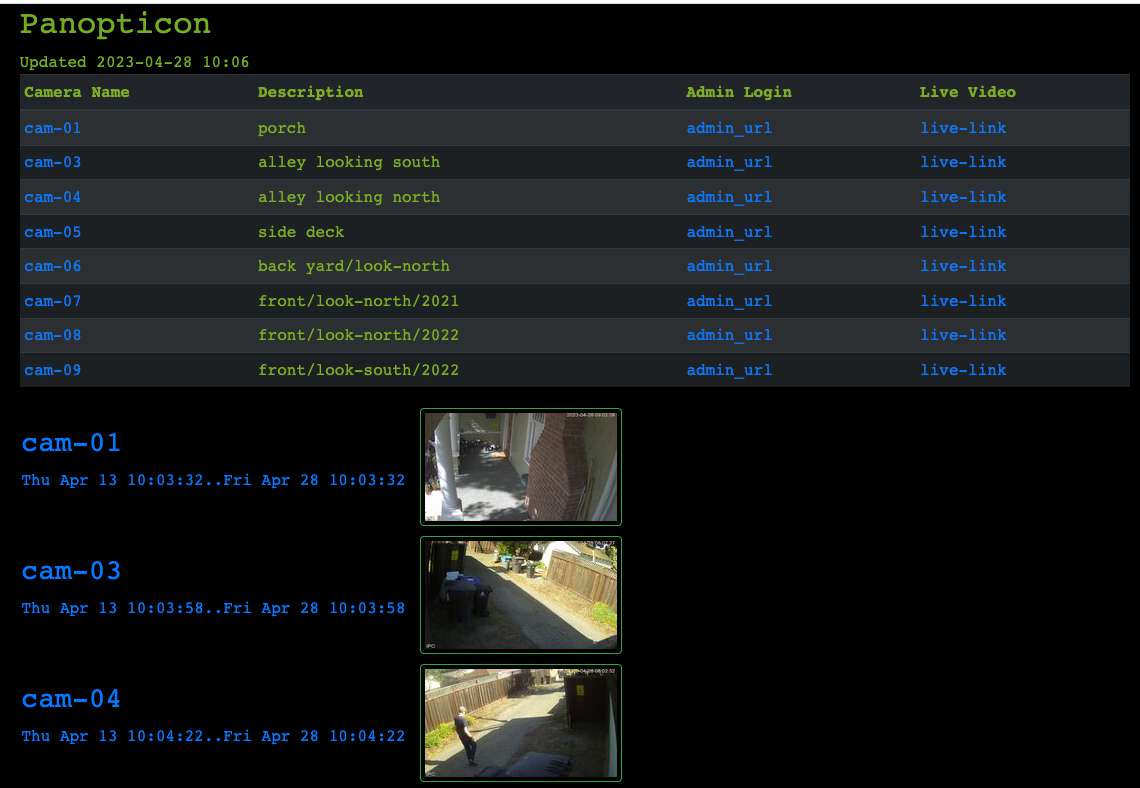 Panopticon
Updated 2023-04-28 10:06
Camera Name Description Admin Login Live Video
cam-01 porch admin_url live-link
cam-03 alley looking south admin_url live-link
cam-04 alley looking north admin_url live-link
cam-05 side deck admin_url live-link
cam-06 back yard/look-north admin_url live-link
cam-07 front/look-north/2021 admin_url live-link
cam-08 front/look-north/2022 admin_url live-link
cam-09 front/look-south/2022 admin_url live-link
cam-01
Thu Apr 13 10:03:32..Fri Apr 28 10:03:32
cam-03
Thu Apr 13 10:03:58..Fri Apr 28 10:03:58
IPC
cam-04
Thu Apr 13 10:04:22..Fri Apr 28 10:04:22